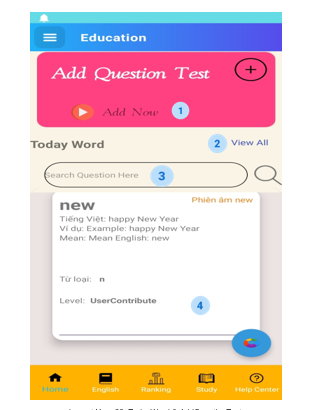 Education
Add Question Test
Add Now 1
Today Word 2 View All
Search Question Here 3
new Phiên âm new
Tiếng Việt: happy New Year
Ví dụ: Example: happy New Year
Mean: Mean English: new
Từ loại: n
Level: UserContribute 4
Home English Ranking Study Help Center